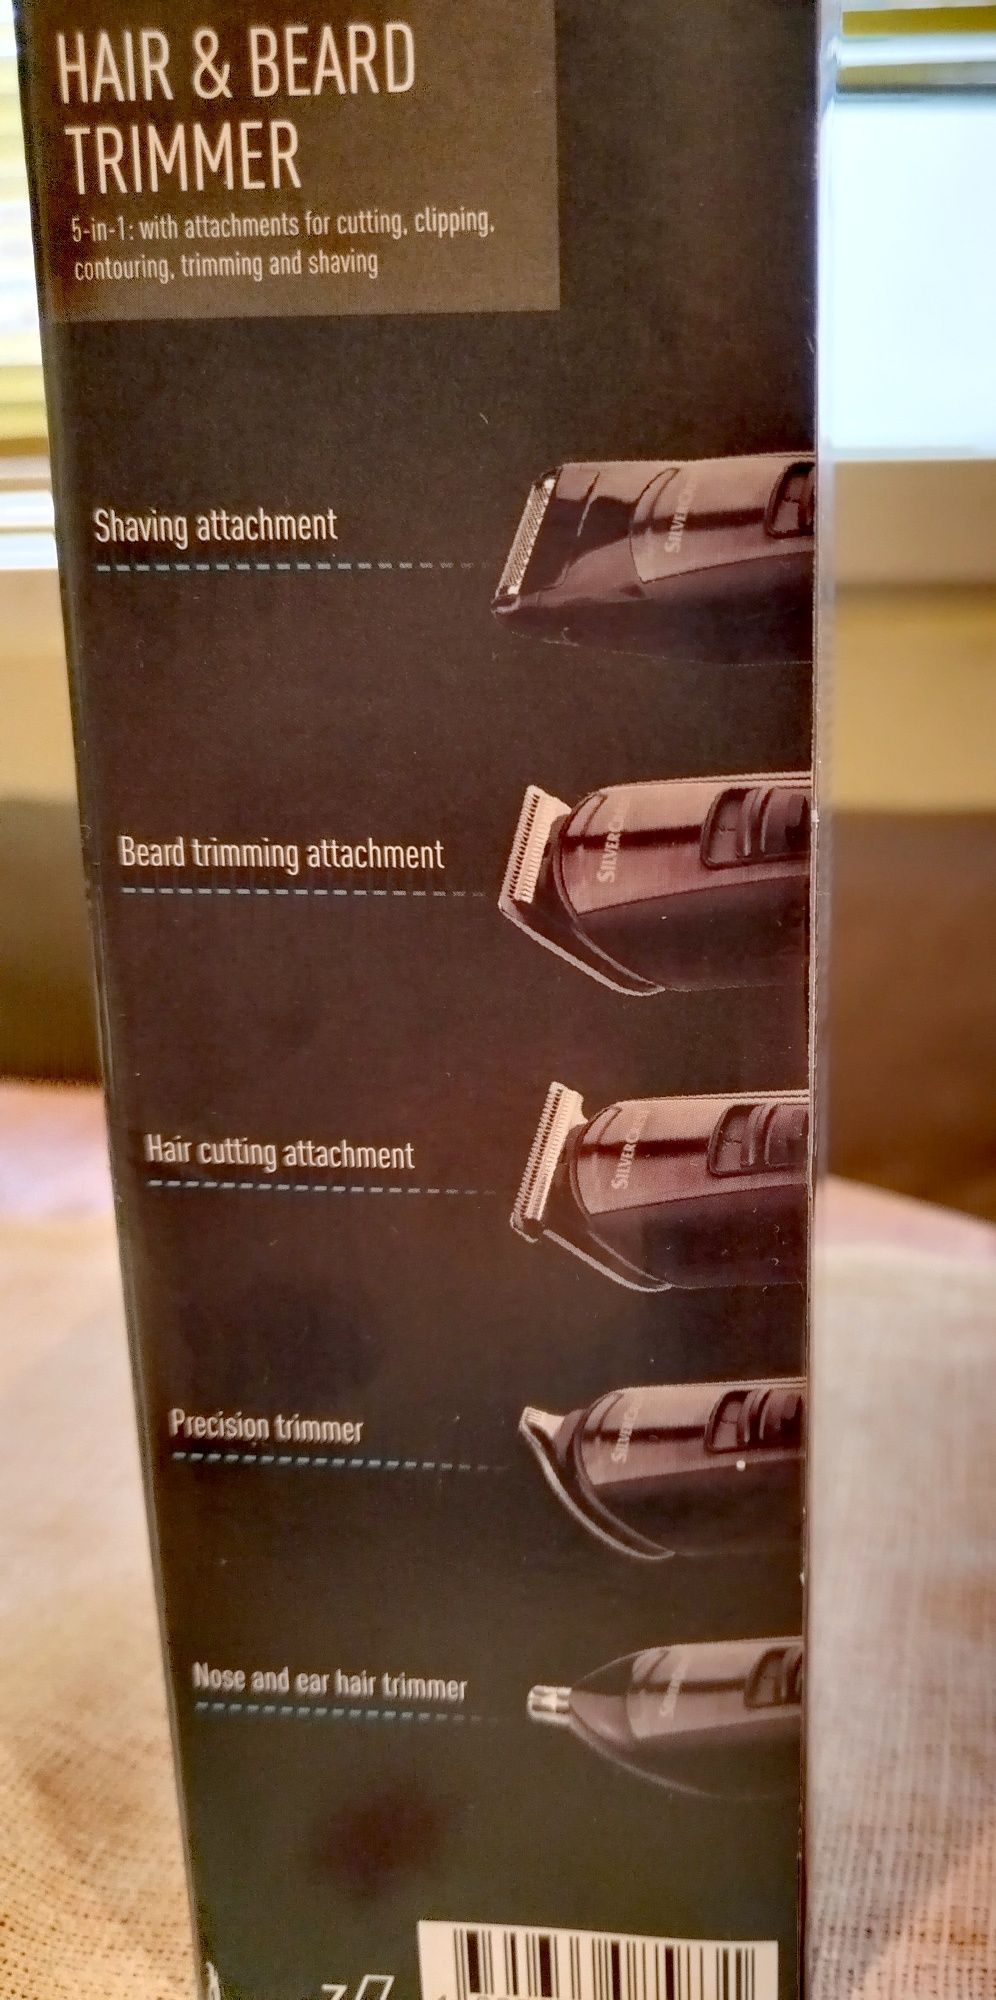 HAIR & BEARD
TRIMMER
5-in-1: with attachments for cutting, clipping,
contouring, trimming and shaving
Shaving attachment
Beard trimming attachment
Hair cutting attachment
Precision trimmer
Nose and ear hair trimmer